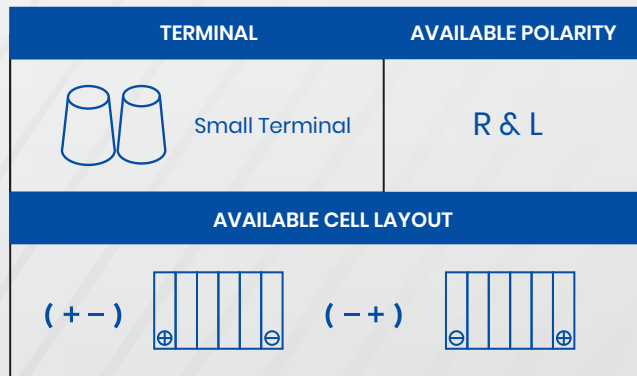 TERMINAL AVAILABLE POLARITY
Small Terminal R & L
AVAILABLE CELL LAYOUT
( + − ) ⊕ ⊖ ( − + ) ⊖ ⊕